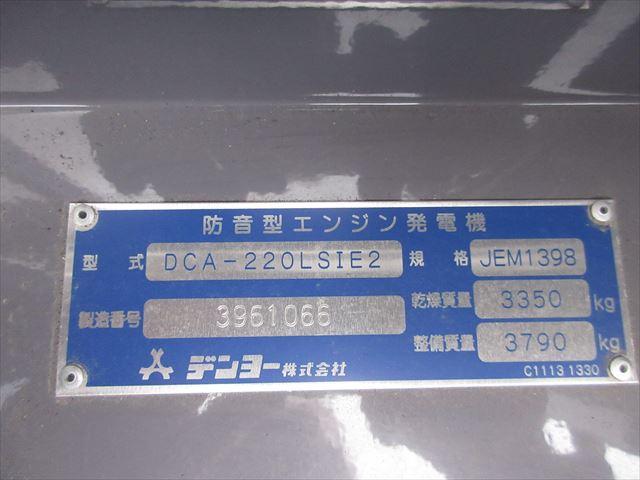 防音型エンジン発電機
型式 DCA-220LSIE2 規格 JEM1398
製造番号 3961066 乾燥質量 3350 kg
整備質量 3790 kg
デンヨー株式会社 C1113 1330